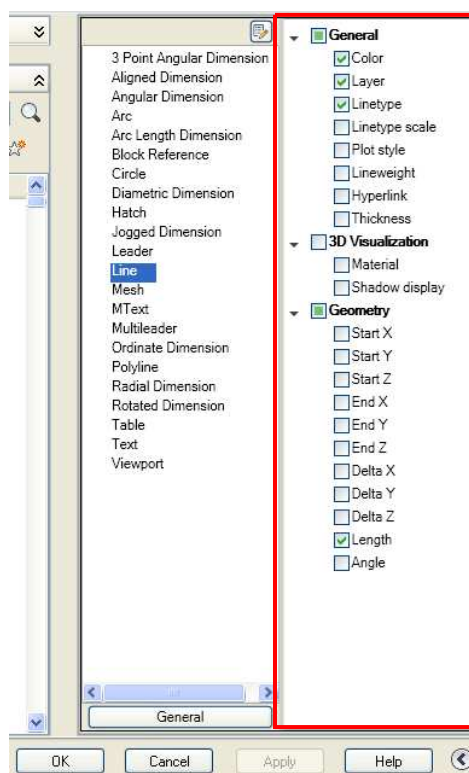 3 Point Angular Dimension
Aligned Dimension
Angular Dimension
Arc
Arc Length Dimension
Block Reference
Circle
Diametric Dimension
Hatch
Jogged Dimension
Leader
Line
Mesh
MText
Multileader
Ordinate Dimension
Polyline
Radial Dimension
Rotated Dimension
Table
Text
Viewport
General
General
Color
Layer
Linetype
Linetype scale
Plot style
Lineweight
Hyperlink
Thickness
3D Visualization
Material
Shadow display
Geometry
Start X
Start Y
Start Z
End X
End Y
End Z
Delta X
Delta Y
Delta Z
Length
Angle
OK
Cancel
Apply
Help